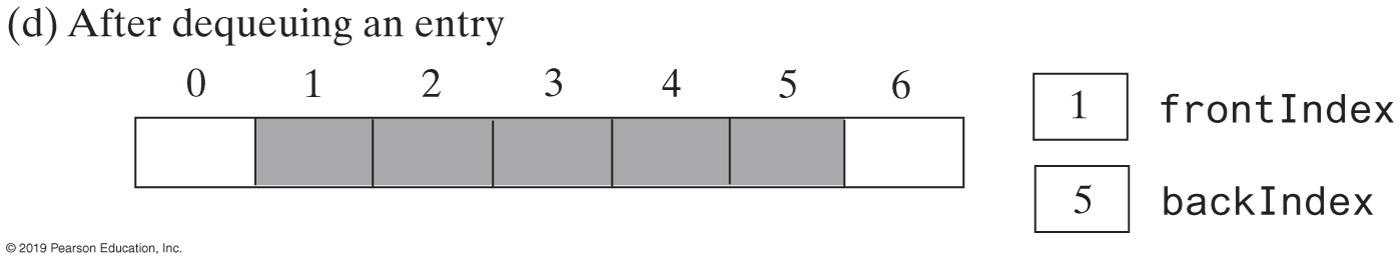 (d) After dequeuing an entry
0 1 2 3 4 5 6
1 frontIndex
5 backIndex
© 2019 Pearson Education, Inc.